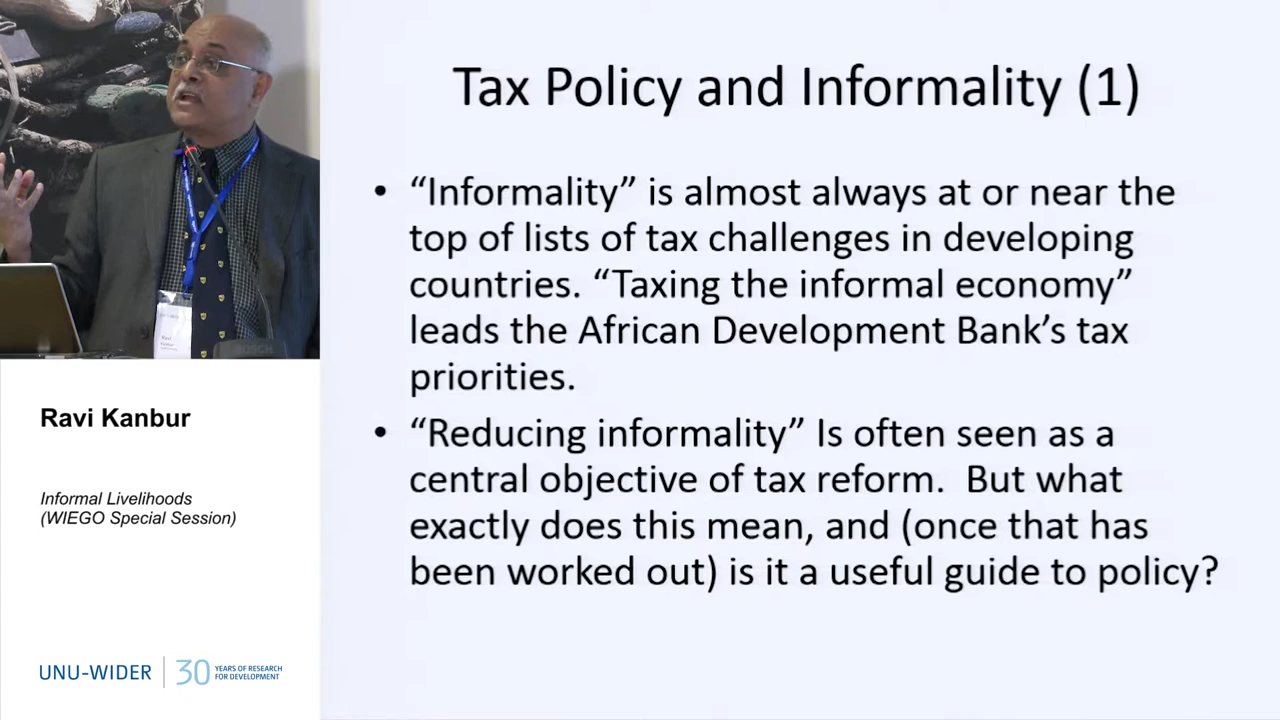 Tax Policy and Informality (1)
• “Informality” is almost always at or near the
top of lists of tax challenges in developing
countries. “Taxing the informal economy”
leads the African Development Bank’s tax
priorities.
• “Reducing informality” Is often seen as a
central objective of tax reform.  But what
exactly does this mean, and (once that has
been worked out) is it a useful guide to policy?
Ravi Kanbur
Informal Livelihoods
(WIEGO Special Session)
UNU-WIDER
30 YEARS OF RESEARCH
FOR DEVELOPMENT